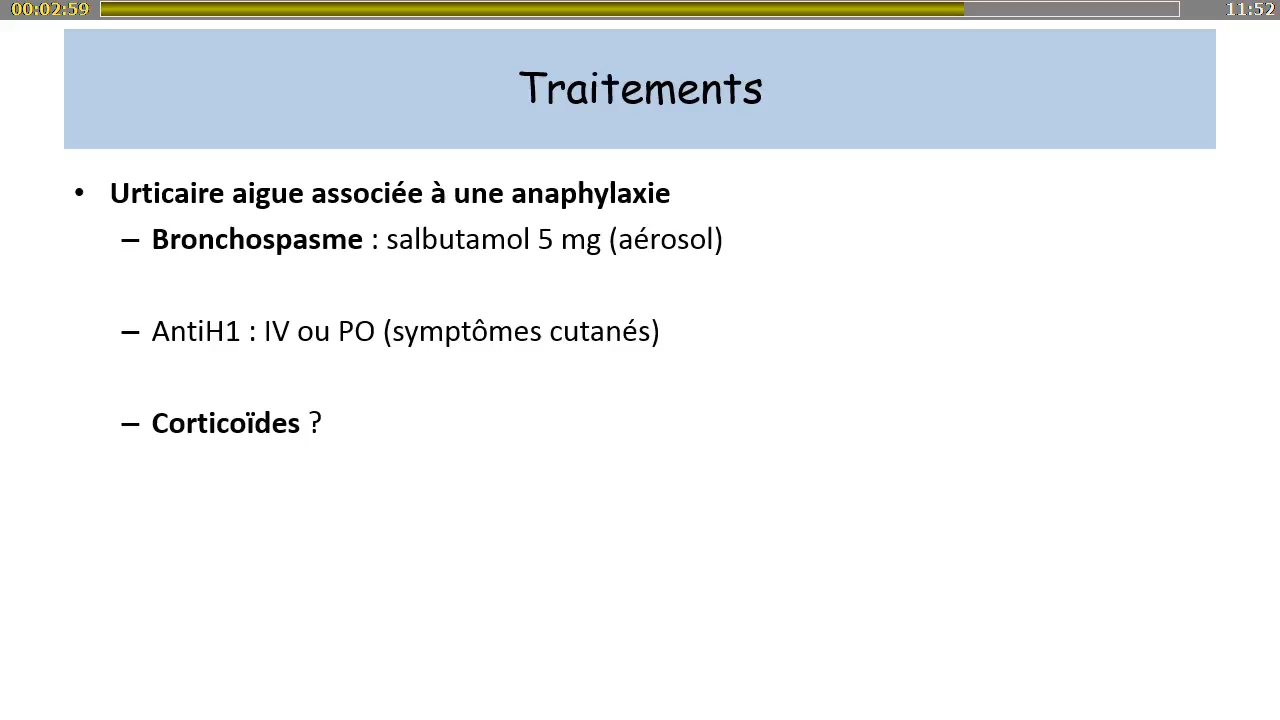 00:02:59 11:52
Traitements
• Urticaire aigue associée à une anaphylaxie
– Bronchospasme : salbutamol 5 mg (aérosol)
– AntiH1 : IV ou PO (symptômes cutanés)
– Corticoïdes ?